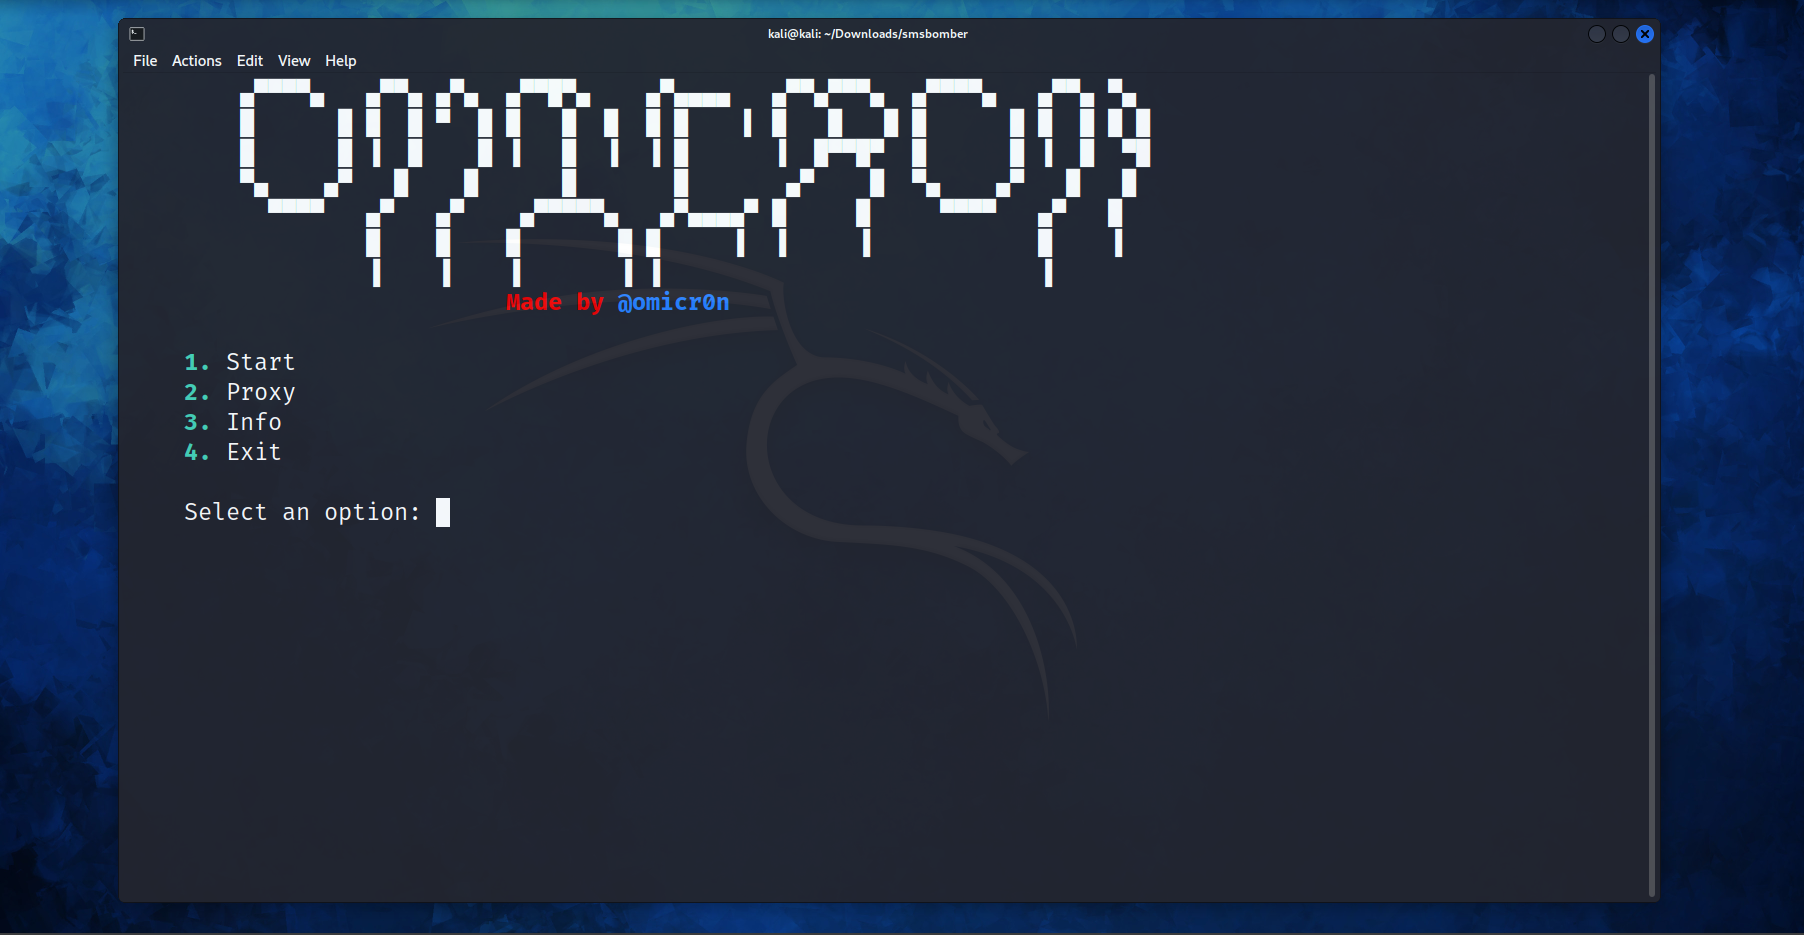 kali@kali: ~/Downloads/smsbomber
File Actions Edit View Help
OMICRON
Made by @omicr0n
1. Start
2. Proxy
3. Info
4. Exit
Select an option: